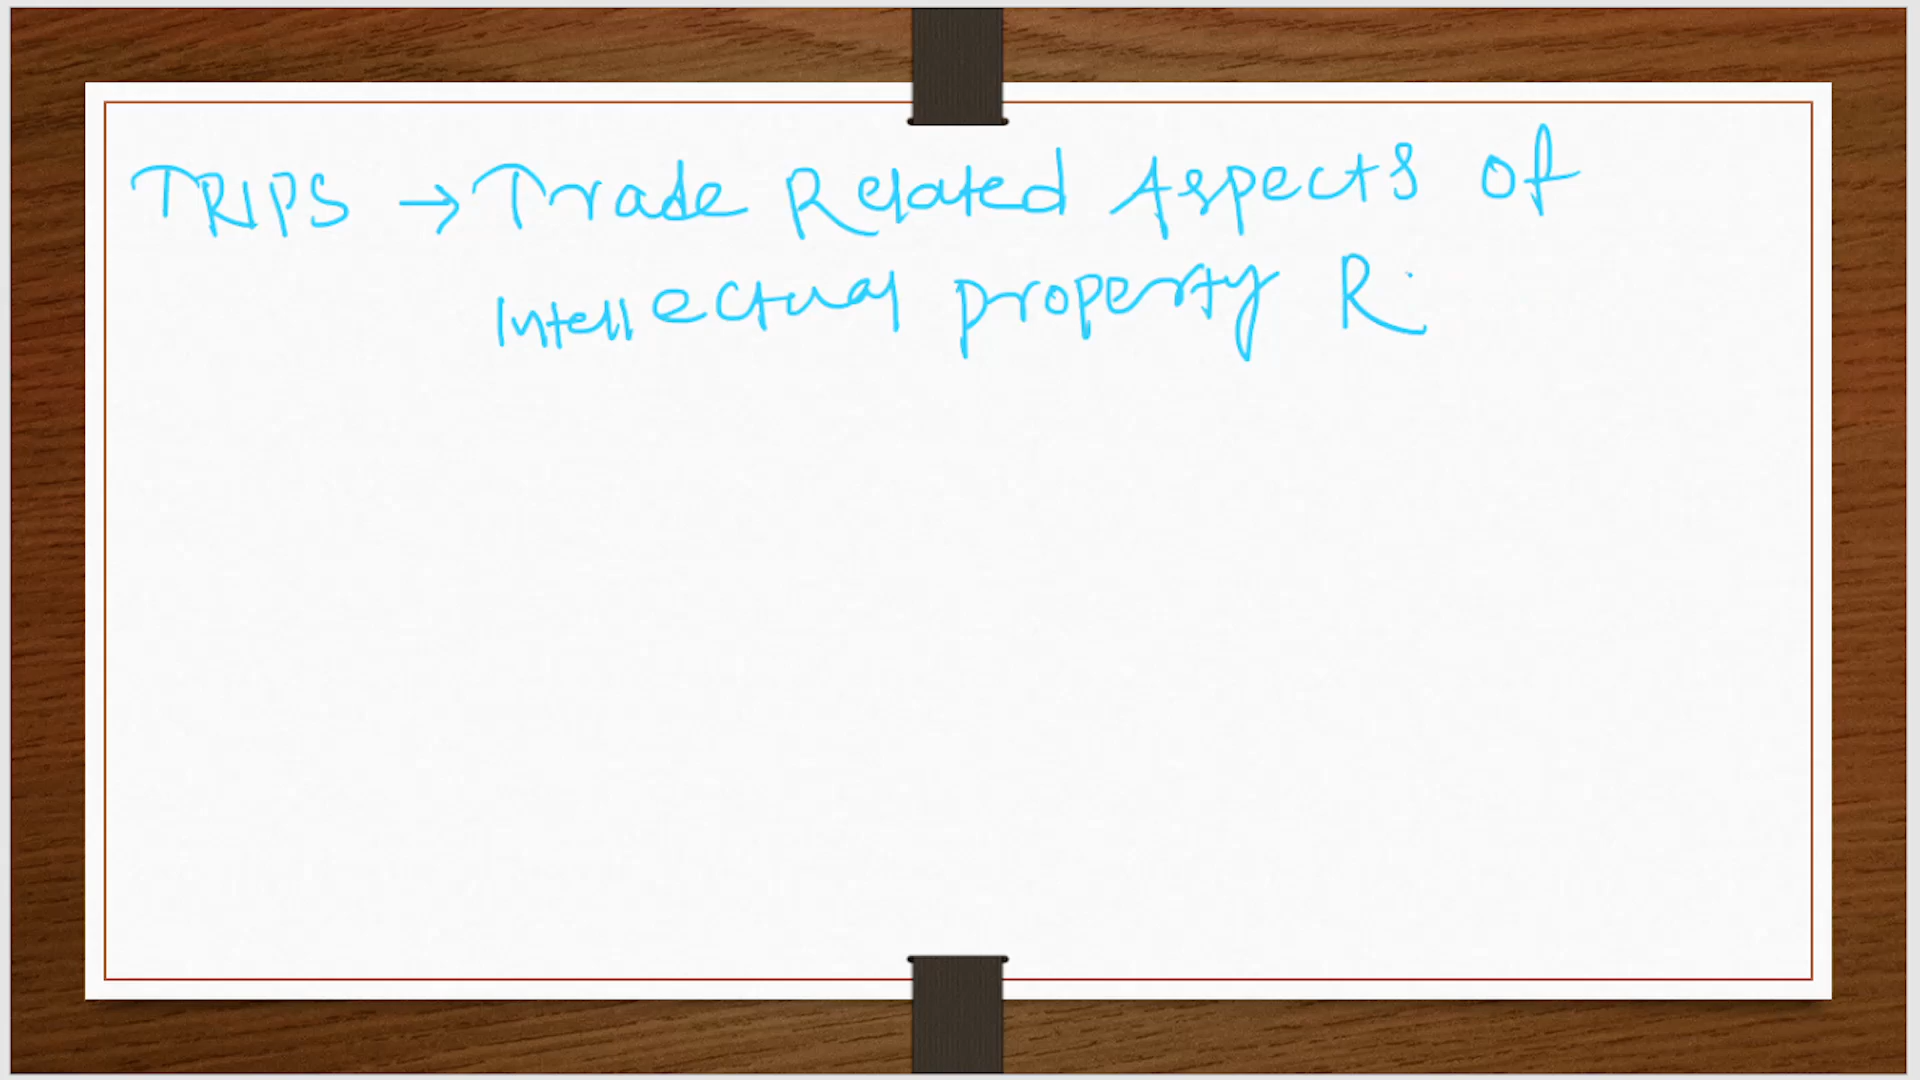 TRIPS → Trade Related Aspects of
Intellectual property R